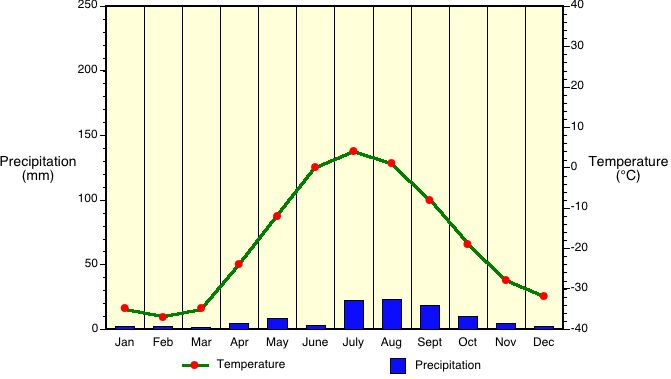 250
200
150
100
50
0
Precipitation
(mm)
40
30
20
10
0
-10
-20
-30
-40
Temperature
(°C)
Jan Feb Mar Apr May June July Aug Sept Oct Nov Dec
Temperature Precipitation